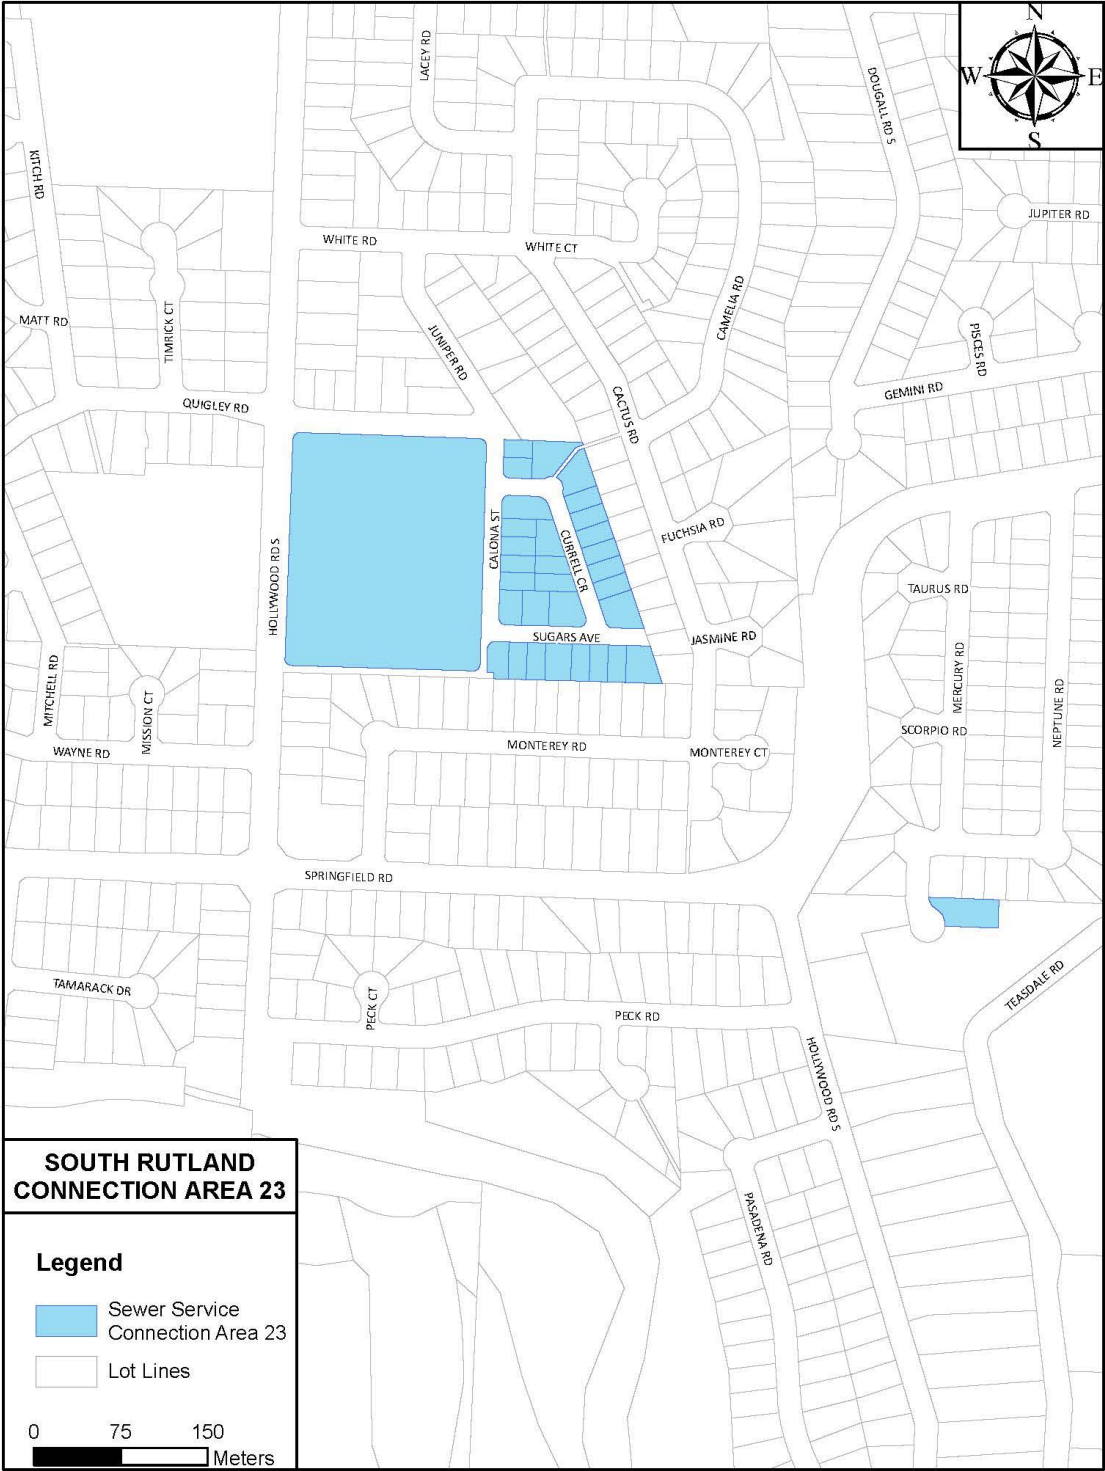 N
W
E
S
LACEY RD
DOUGALL RD S
KITCH RD
JUPITER RD
WHITE RD
WHITE CT
CAMELIA RD
MATT RD
TIMRICK CT
JUNIPER RD
PISCES RD
GEMINI RD
QUIGLEY RD
CACTUS RD
CALONA ST
FUCHSIA RD
CURRELL CR
HOLLYWOOD RD S
TAURUS RD
SUGARS AVE
JASMINE RD
MERCURY RD
MITCHELL RD
MISSION CT
NEPTUNE RD
SCORPIO RD
WAYNE RD
MONTEREY RD
MONTEREY CT
SPRINGFIELD RD
TAMARACK DR
PECK CT
PECK RD
TEASDALE RD
HOLLYWOOD RD S
PASADENA RD
SOUTH RUTLAND
CONNECTION AREA 23
Legend
Sewer Service
Connection Area 23
Lot Lines
0 75 150
Meters